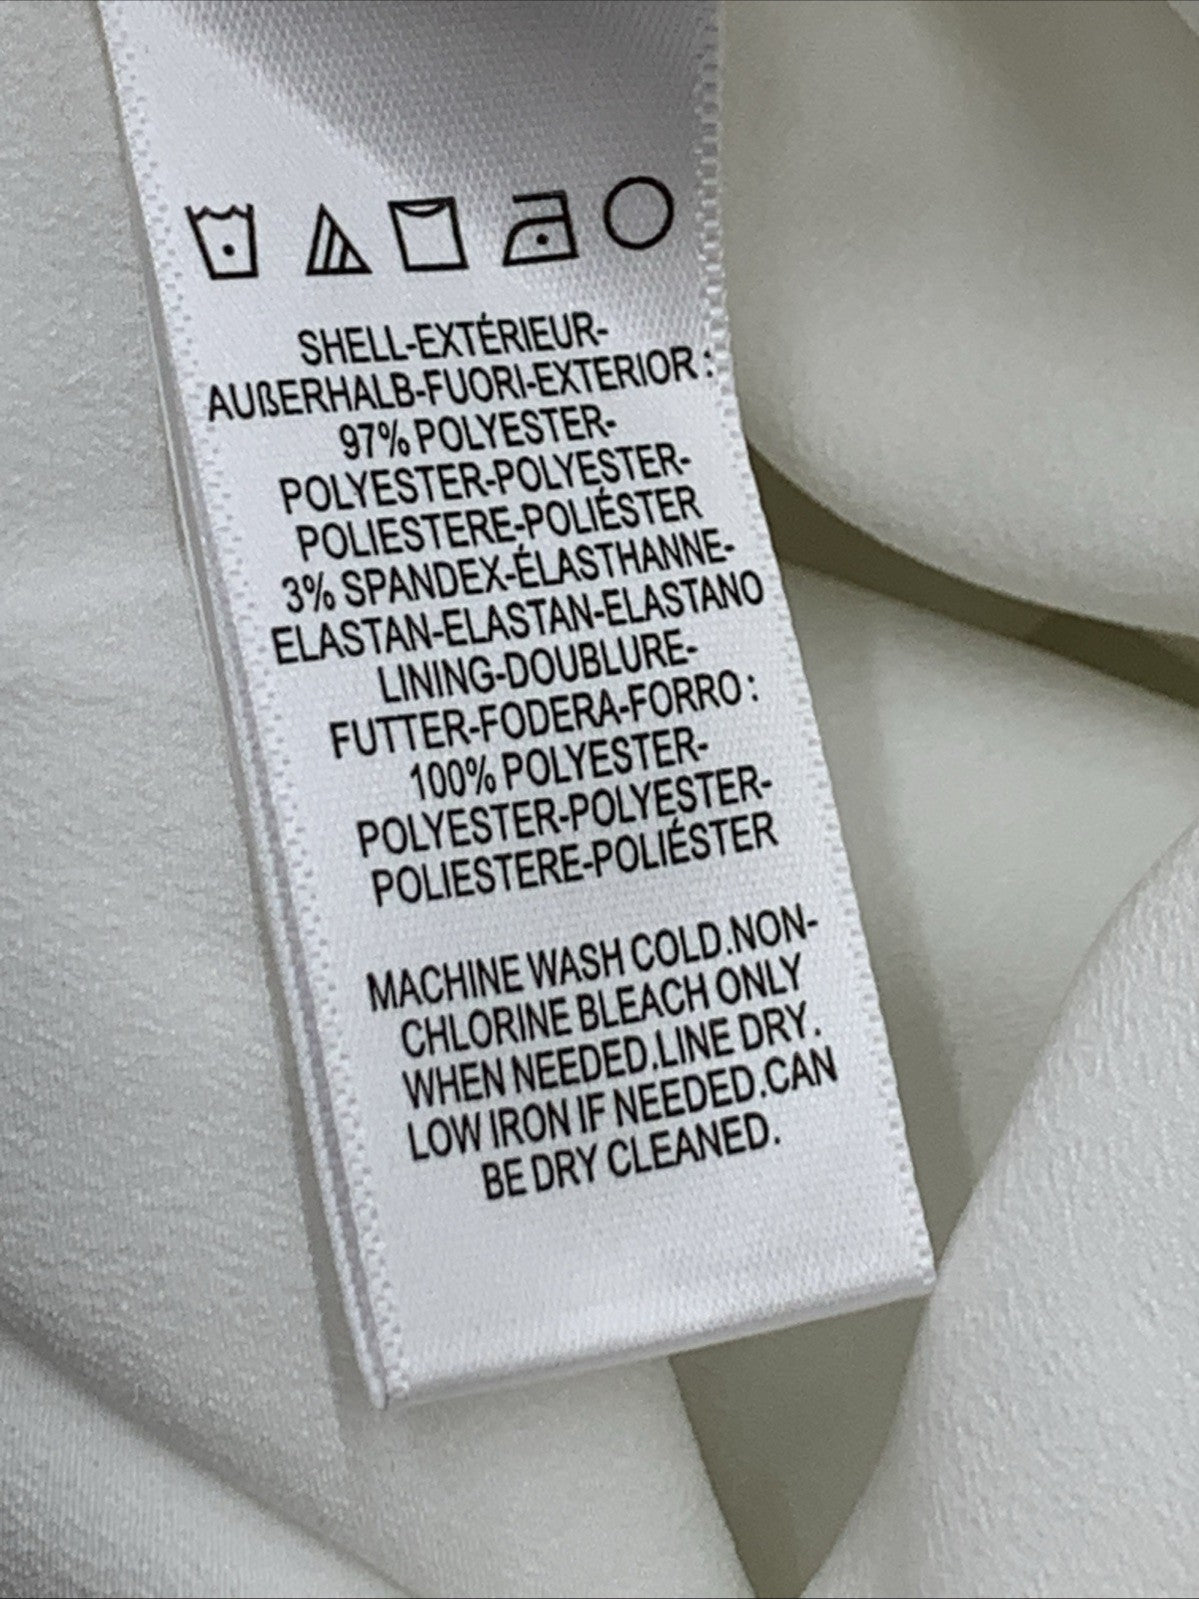 SHELL-EXTÉRIEUR-
AUßERHALB-FUORI-EXTERIOR :
97% POLYESTER-
POLYESTER-POLYESTER-
POLIESTERE-POLIÉSTER
3% SPANDEX-ÉLASTHANNE-
ELASTAN-ELASTAN-ELASTANO
LINING-DOUBLURE-
FUTTER-FODERA-FORRO :
100% POLYESTER-
POLYESTER-POLYESTER-
POLIESTERE-POLIÉSTER
MACHINE WASH COLD.NON-
CHLORINE BLEACH ONLY
WHEN NEEDED.LINE DRY.
LOW IRON IF NEEDED.CAN
BE DRY CLEANED.